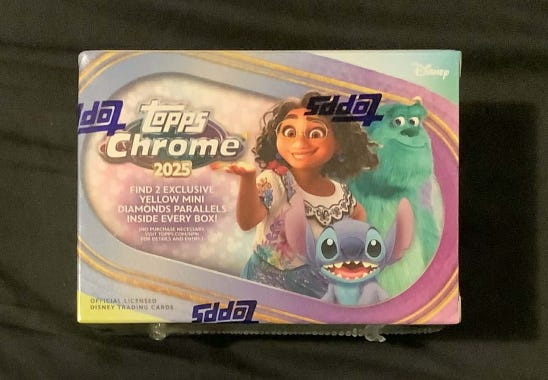 Disney
Topps
Topps
Topps
Chrome
2025
FIND 2 EXCLUSIVE
YELLOW MINI
DIAMONDS PARALLELS
INSIDE EVERY BOX!
(NO PURCHASE NECESSARY.
VISIT TOPPS.COM/NPN
FOR DETAILS AND ENTRY.)
OFFICIAL LICENSED
DISNEY TRADING CARDS
Topps